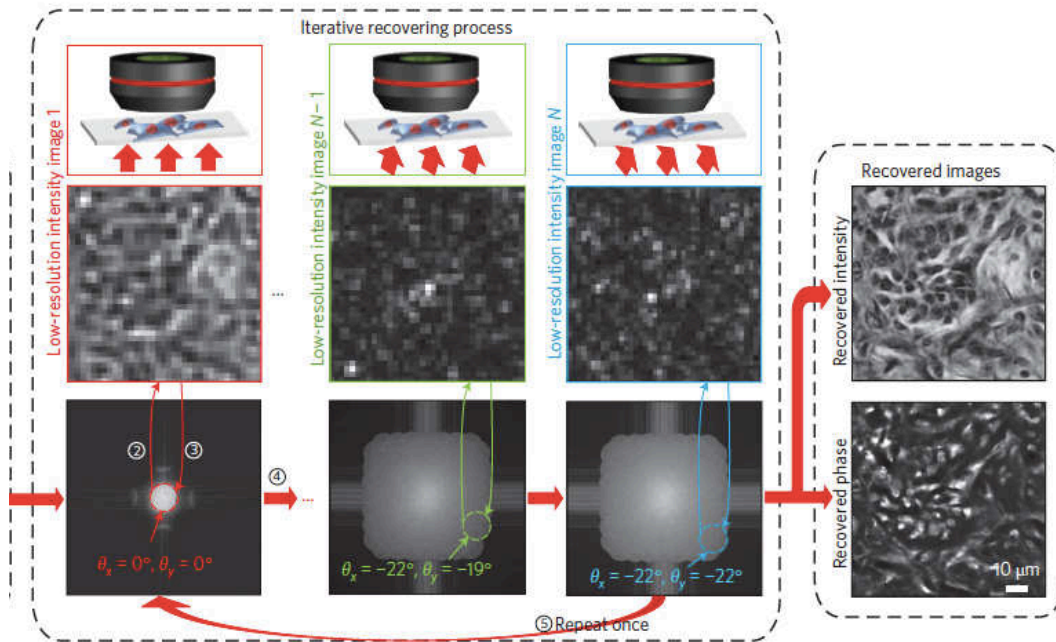 Iterative recovering process
Low-resolution intensity image 1
Low-resolution intensity image N – 1
Low-resolution intensity image N
...
②
③
④
...
θx = 0°, θy = 0°
θx = –22°, θy = –19°
θx = –22°, θy = –22°
⑤ Repeat once
Recovered images
Recovered intensity
Recovered phase
10 μm